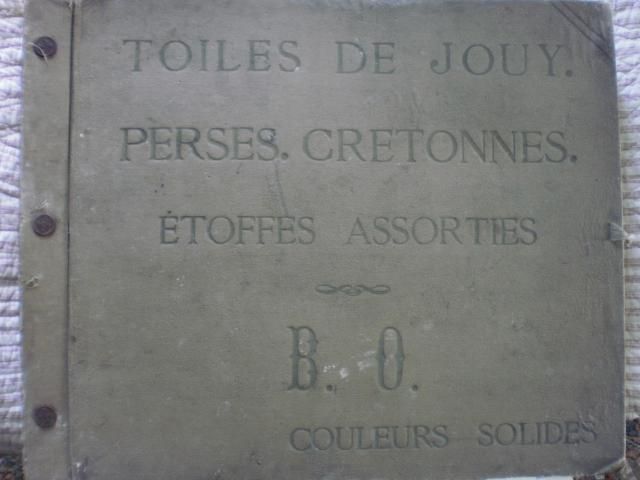 TOILES DE JOUY.
PERSES. CRETONNES.
ÉTOFFES ASSORTIES
B. O.
COULEURS SOLIDES